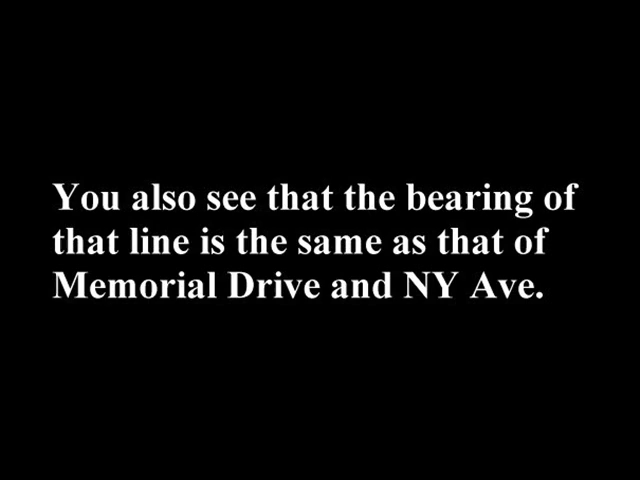 You also see that the bearing of
that line is the same as that of
Memorial Drive and NY Ave.